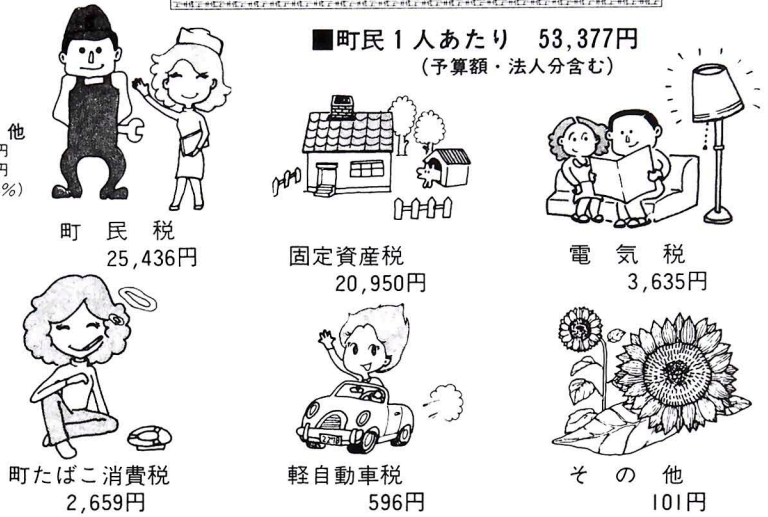 ■町民1人あたり 53,377円
(予算額・法人分含む)
他
円
円
%)
町民税
25,436円
固定資産税
20,950円
電気税
3,635円
町たばこ消費税
2,659円
軽自動車税
596円
その他
101円